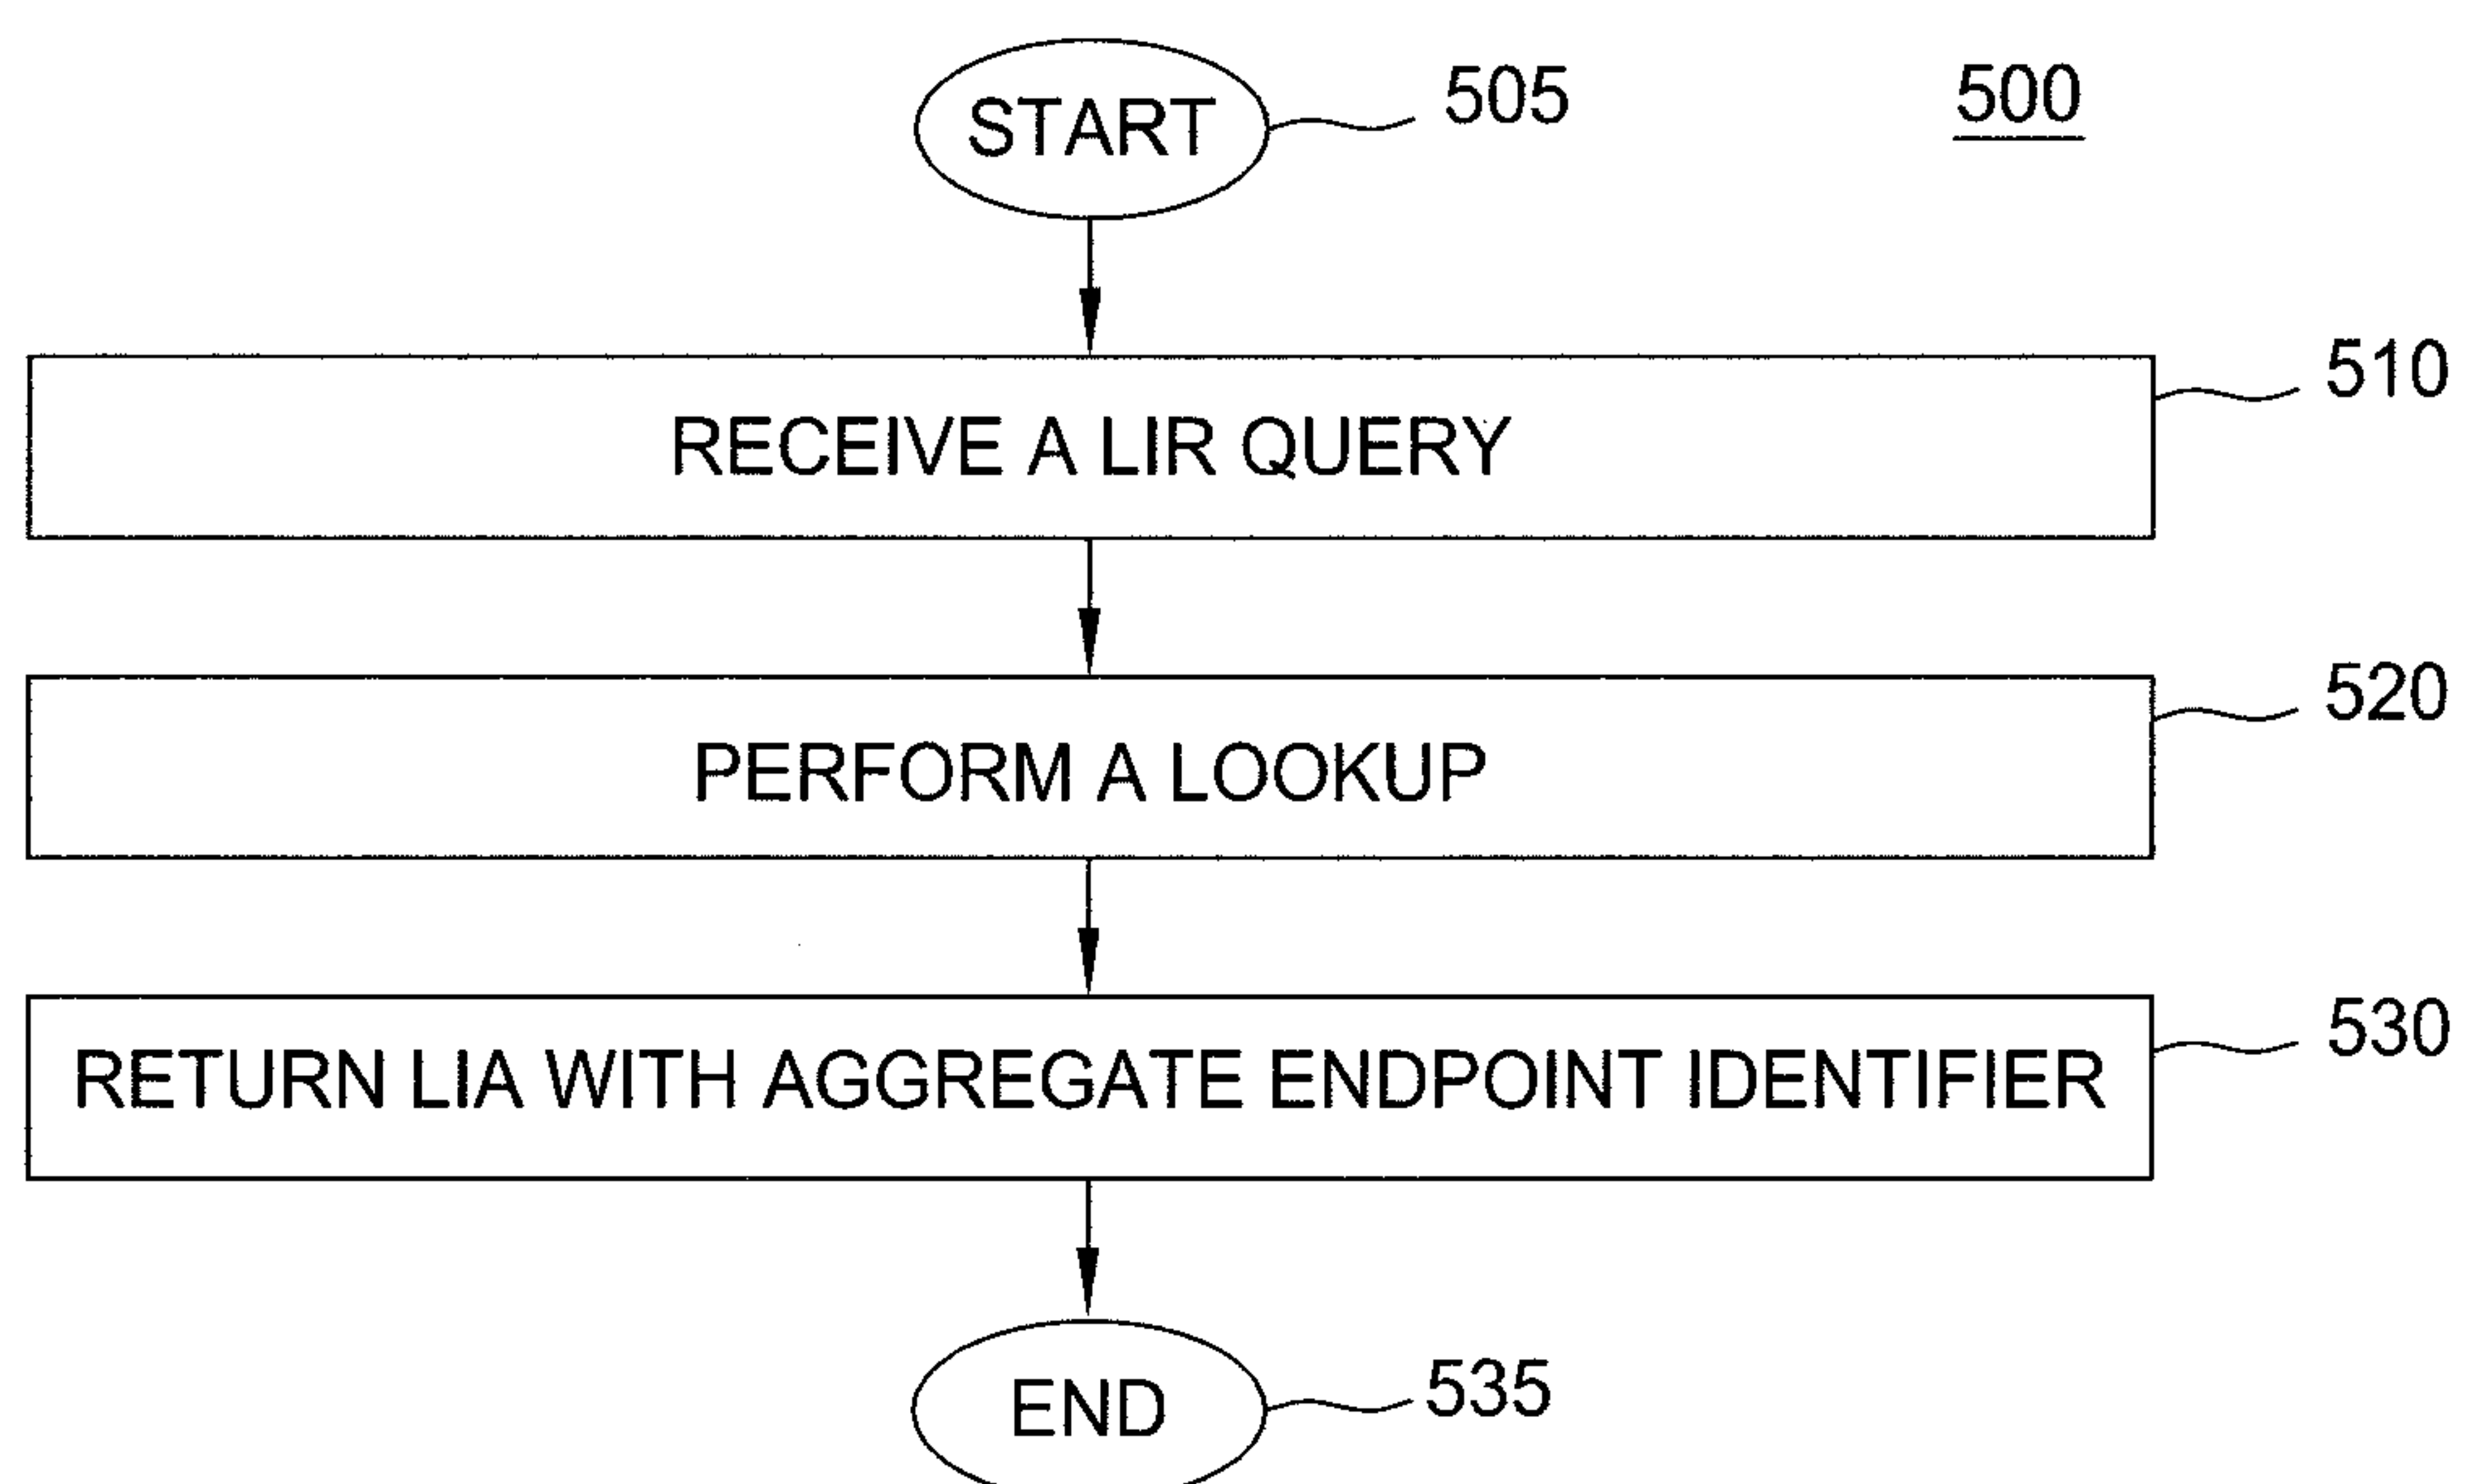 START
505
500
RECEIVE A LIR QUERY
510
PERFORM A LOOKUP
520
RETURN LIA WITH AGGREGATE ENDPOINT IDENTIFIER
530
END
535